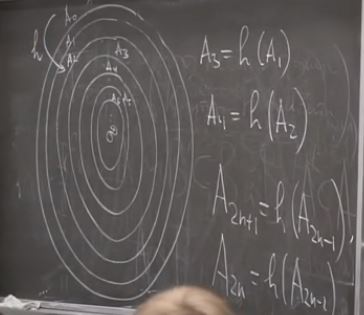 A₀
A₁
A₂
h
A₃
A₄
A₃ = h(A₁)
A₄ = h(A₂)
A₂ₙ₊₁ = h(A₂ₙ₋₁),
A₂ₙ = h(A₂ₙ₋₂)